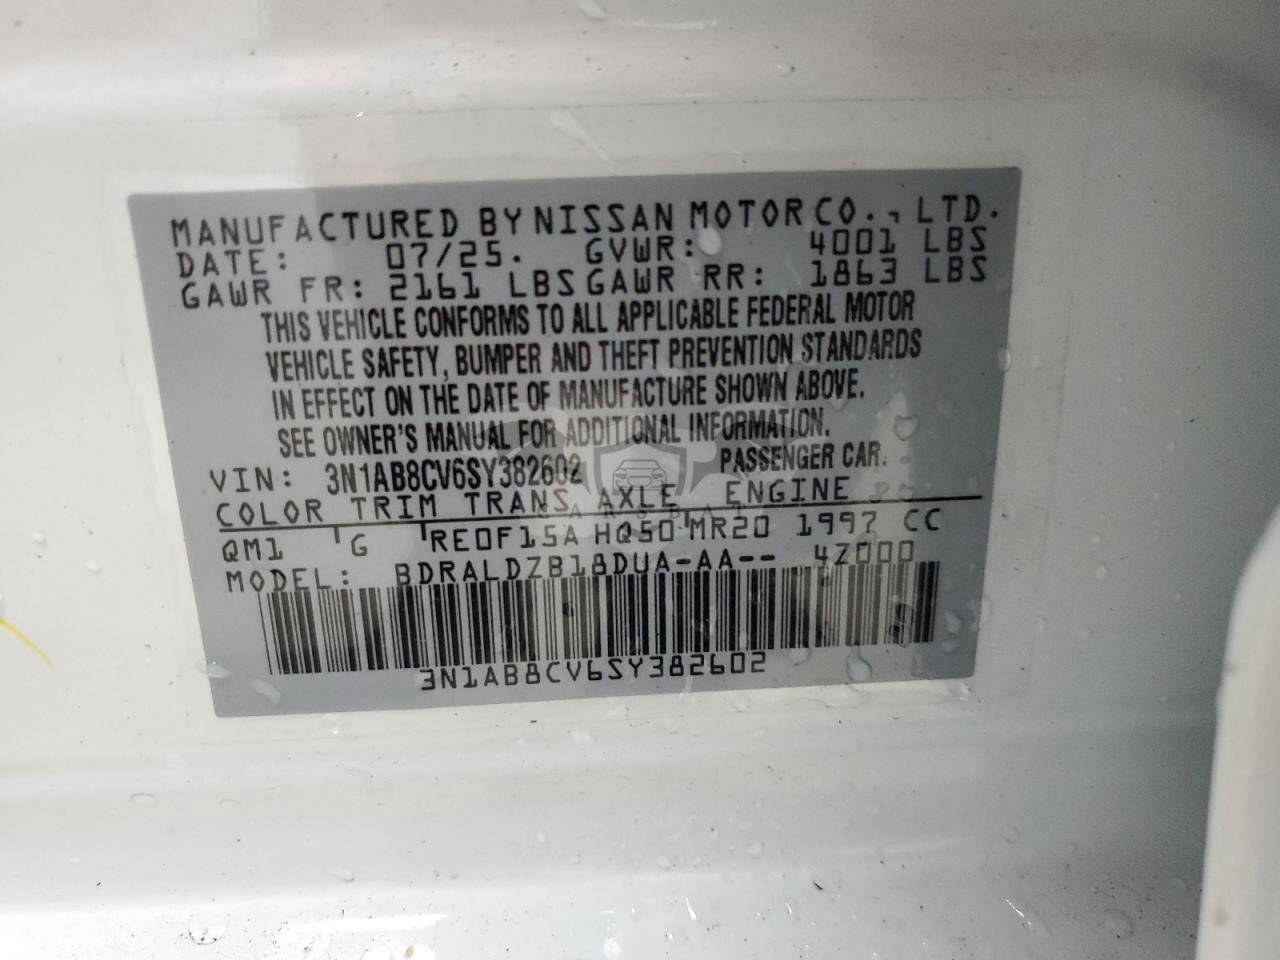 MANUFACTURED BY NISSAN MOTOR CO., LTD.
DATE: 07/25. GVWR: 4001 LBS
GAWR FR: 2161 LBS GAWR RR: 1863 LBS
THIS VEHICLE CONFORMS TO ALL APPLICABLE FEDERAL MOTOR
VEHICLE SAFETY, BUMPER AND THEFT PREVENTION STANDARDS
IN EFFECT ON THE DATE OF MANUFACTURE SHOWN ABOVE.
SEE OWNER'S MANUAL FOR ADDITIONAL INFORMATION.
VIN: 3N1AB8CV6SY382602 PASSENGER CAR.
COLOR TRIM TRANS AXLE ENGINE
QM1 G RE0F15A HQ50 MR20 1997 CC
MODEL: BDRALDZB18DUA-AA-- 4Z000
3N1AB8CV6SY382602